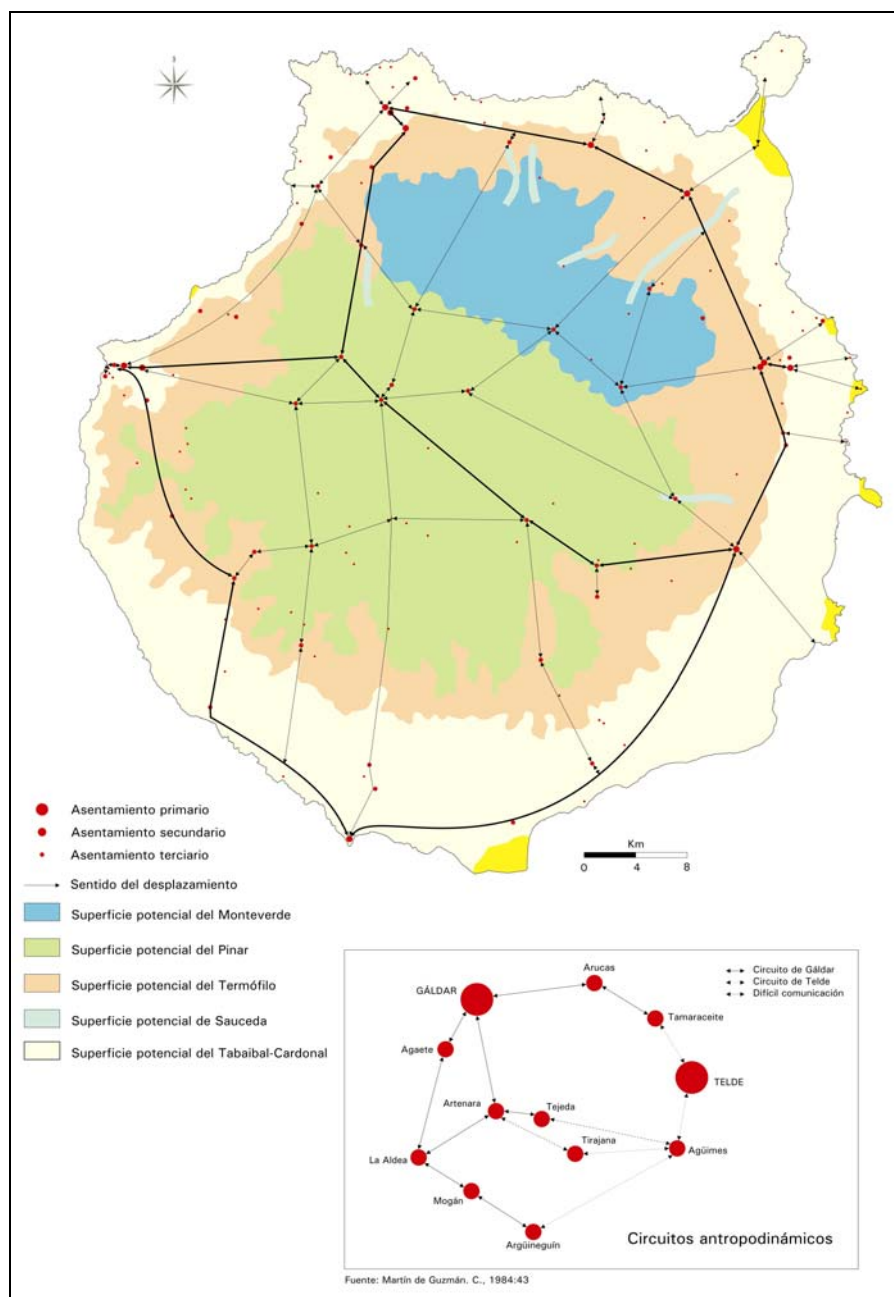 Asentamiento primario
Asentamiento secundario
Asentamiento terciario
Sentido del desplazamiento
Superficie potencial del Monteverde
Superficie potencial del Pinar
Superficie potencial del Termófilo
Superficie potencial de Sauceda
Superficie potencial del Tabaibal-Cardonal
Km
0 4 8
GÁLDAR
Arucas
Tamaraceite
TELDE
Agaete
Artenara
Tejeda
Tirajana
Agüimes
La Aldea
Mogán
Argüineguín
Circuito de Gáldar
Circuito de Telde
Difícil comunicación
Circuitos antropodinámicos
Fuente: Martín de Guzmán. C., 1984:43